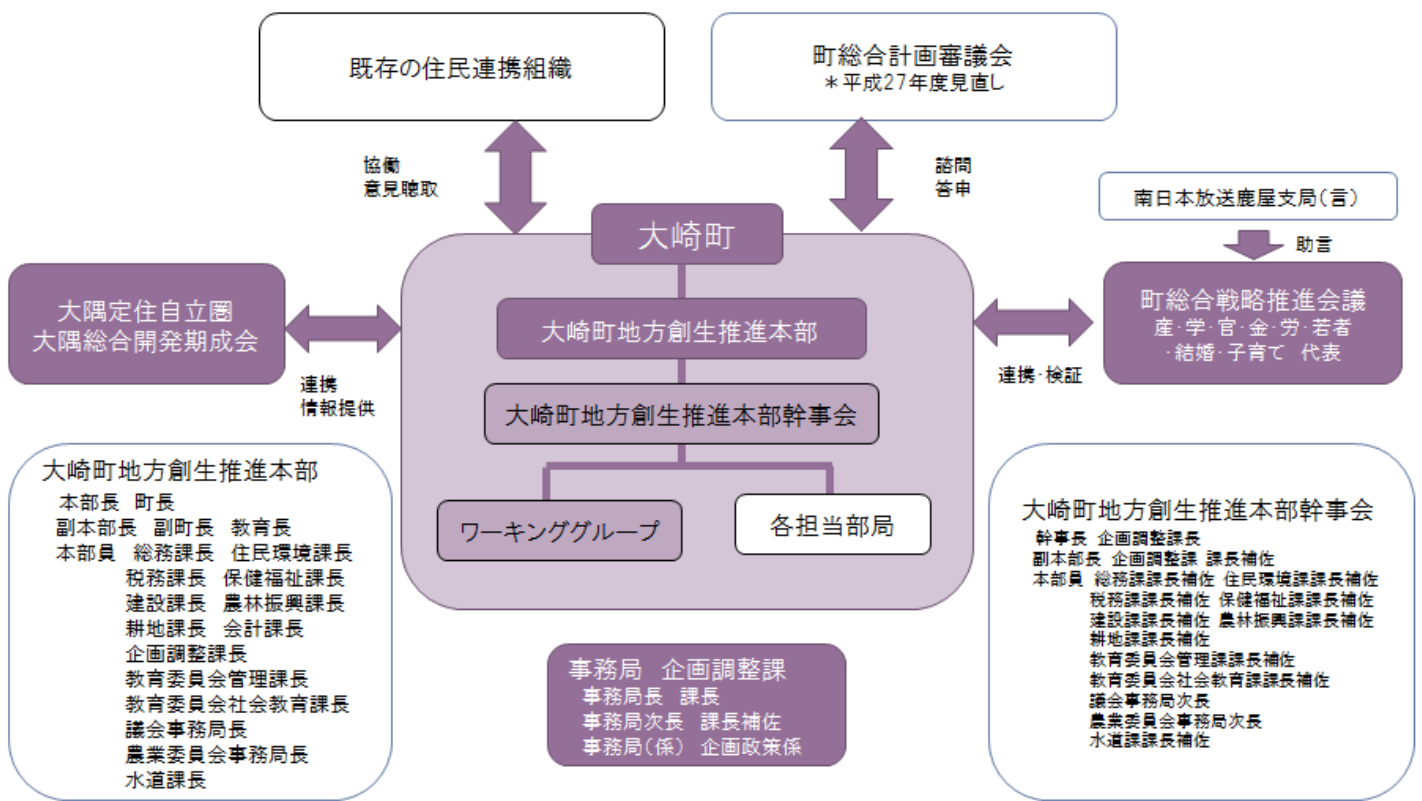 既存の住民連携組織
町総合計画審議会
＊平成27年度見直し
協働
意見聴取
諮問
答申
南日本放送鹿屋支局(言)
助言
大崎町
大隅定住自立圏
大隅総合開発期成会
連携
情報提供
大崎町地方創生推進本部
大崎町地方創生推進本部幹事会
ワーキンググループ
各担当部局
町総合戦略推進会議
産・学・官・金・労・若者
・結婚・子育て 代表
連携・検証
大崎町地方創生推進本部
本部長 町長
副本部長 副町長 教育長
本部員 総務課長 住民環境課長
税務課長 保健福祉課長
建設課長 農林振興課長
耕地課長 会計課長
企画調整課長
教育委員会管理課長
教育委員会社会教育課長
議会事務局長
農業委員会事務局長
水道課長
事務局 企画調整課
事務局長 課長
事務局次長 課長補佐
事務局(係) 企画政策係
大崎町地方創生推進本部幹事会
幹事長 企画調整課長
副本部長 企画調整課 課長補佐
本部員 総務課課長補佐 住民環境課課長補佐
税務課課長補佐 保健福祉課課長補佐
建設課課長補佐 農林振興課課長補佐
耕地課課長補佐
教育委員会管理課課長補佐
教育委員会社会教育課課長補佐
議会事務局次長
農業委員会事務局次長
水道課課長補佐